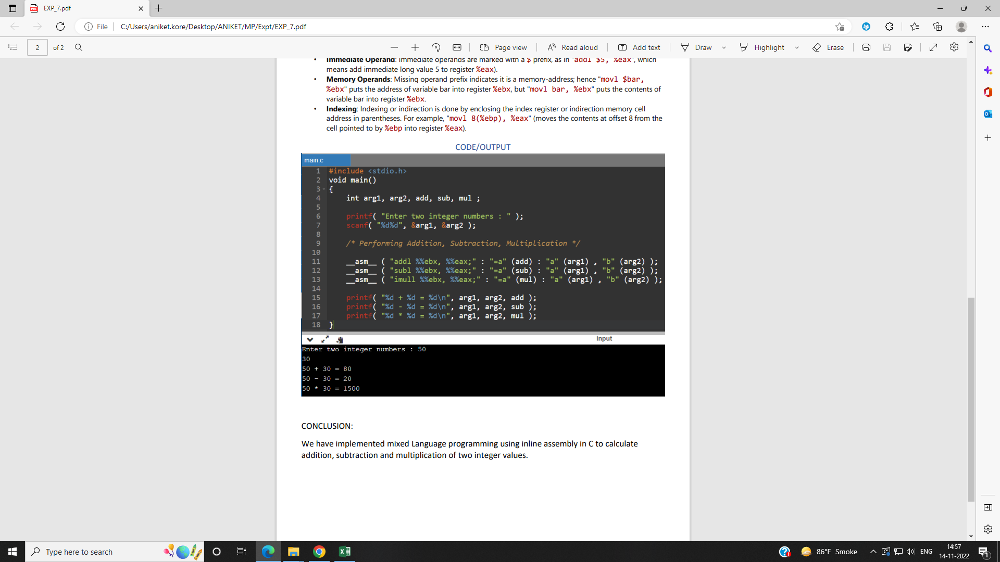 EXP_7.pdf
File
C:/Users/aniket.kore/Desktop/ANIKET/MP/Expt/EXP_7.pdf
2 of 2
Page view
Read aloud
Add text
Draw
Highlight
Erase
• Immediate Operand: Immediate operands are marked with a $ prefix, as in "addl $5, %eax", which
means add immediate long value 5 to register %eax).
• Memory Operands: Missing operand prefix indicates it is a memory-address; hence "movl $bar,
%ebx" puts the address of variable bar into register %ebx, but "movl bar, %ebx" puts the contents of
variable bar into register %ebx.
• Indexing: Indexing or indirection is done by enclosing the index register or indirection memory cell
address in parentheses. For example, "movl 8(%ebp), %eax" (moves the contents at offset 8 from the
cell pointed to by %ebp into register %eax).
CODE/OUTPUT
main.c
1 #include <stdio.h>
2 void main()
3 {
4 int arg1, arg2, add, sub, mul ;
5
6 printf( "Enter two integer numbers : " );
7 scanf( "%d%d", &arg1, &arg2 );
8
9 /* Performing Addition, Subtraction, Multiplication */
10
11 __asm__ ( "addl %%ebx, %%eax;" : "=a" (add) : "a" (arg1) , "b" (arg2) );
12 __asm__ ( "subl %%ebx, %%eax;" : "=a" (sub) : "a" (arg1) , "b" (arg2) );
13 __asm__ ( "imull %%ebx, %%eax;" : "=a" (mul) : "a" (arg1) , "b" (arg2) );
14
15 printf( "%d + %d = %d\n", arg1, arg2, add );
16 printf( "%d - %d = %d\n", arg1, arg2, sub );
17 printf( "%d * %d = %d\n", arg1, arg2, mul );
18 }
input
Enter two integer numbers : 50
30
50 + 30 = 80
50 - 30 = 20
50 * 30 = 1500
CONCLUSION:
We have implemented mixed Language programming using inline assembly in C to calculate
addition, subtraction and multiplication of two integer values.
Type here to search
86°F Smoke
ENG
14:57
14-11-2022
1